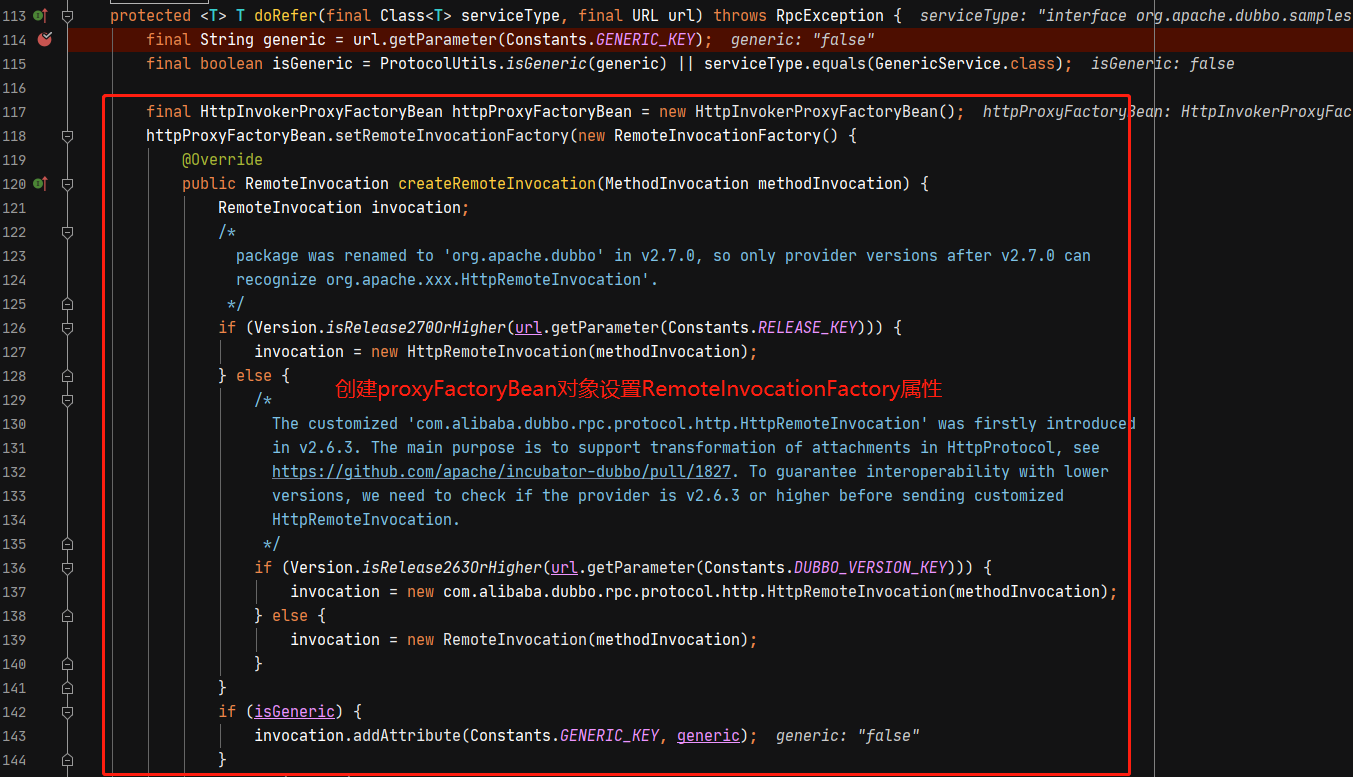 113 protected <T> T doRefer(final Class<T> serviceType, final URL url) throws RpcException { serviceType: "interface org.apache.dubbo.samples
114 final String generic = url.getParameter(Constants.GENERIC_KEY); generic: "false"
115 final boolean isGeneric = ProtocolUtils.isGeneric(generic) || serviceType.equals(GenericService.class); isGeneric: false
116
117 final HttpInvokerProxyFactoryBean httpProxyFactoryBean = new HttpInvokerProxyFactoryBean(); httpProxyFactoryBean: HttpInvokerProxyFac
118 httpProxyFactoryBean.setRemoteInvocationFactory(new RemoteInvocationFactory() {
119 @Override
120 public RemoteInvocation createRemoteInvocation(MethodInvocation methodInvocation) {
121 RemoteInvocation invocation;
122 /*
123 package was renamed to 'org.apache.dubbo' in v2.7.0, so only provider versions after v2.7.0 can
124 recognize org.apache.xxx.HttpRemoteInvocation'.
125 */
126 if (Version.isRelease270OrHigher(url.getParameter(Constants.RELEASE_KEY))) {
127 invocation = new HttpRemoteInvocation(methodInvocation);
128 } else {
创建proxyFactoryBean对象设置RemoteInvocationFactory属性
129 /*
130 The customized 'com.alibaba.dubbo.rpc.protocol.http.HttpRemoteInvocation' was firstly introduced
131 in v2.6.3. The main purpose is to support transformation of attachments in HttpProtocol, see
132 https://github.com/apache/incubator-dubbo/pull/1827. To guarantee interoperability with lower
133 versions, we need to check if the provider is v2.6.3 or higher before sending customized
134 HttpRemoteInvocation.
135 */
136 if (Version.isRelease263OrHigher(url.getParameter(Constants.DUBBO_VERSION_KEY))) {
137 invocation = new com.alibaba.dubbo.rpc.protocol.http.HttpRemoteInvocation(methodInvocation);
138 } else {
139 invocation = new RemoteInvocation(methodInvocation);
140 }
141 }
142 if (isGeneric) {
143 invocation.addAttribute(Constants.GENERIC_KEY, generic); generic: "false"
144 }